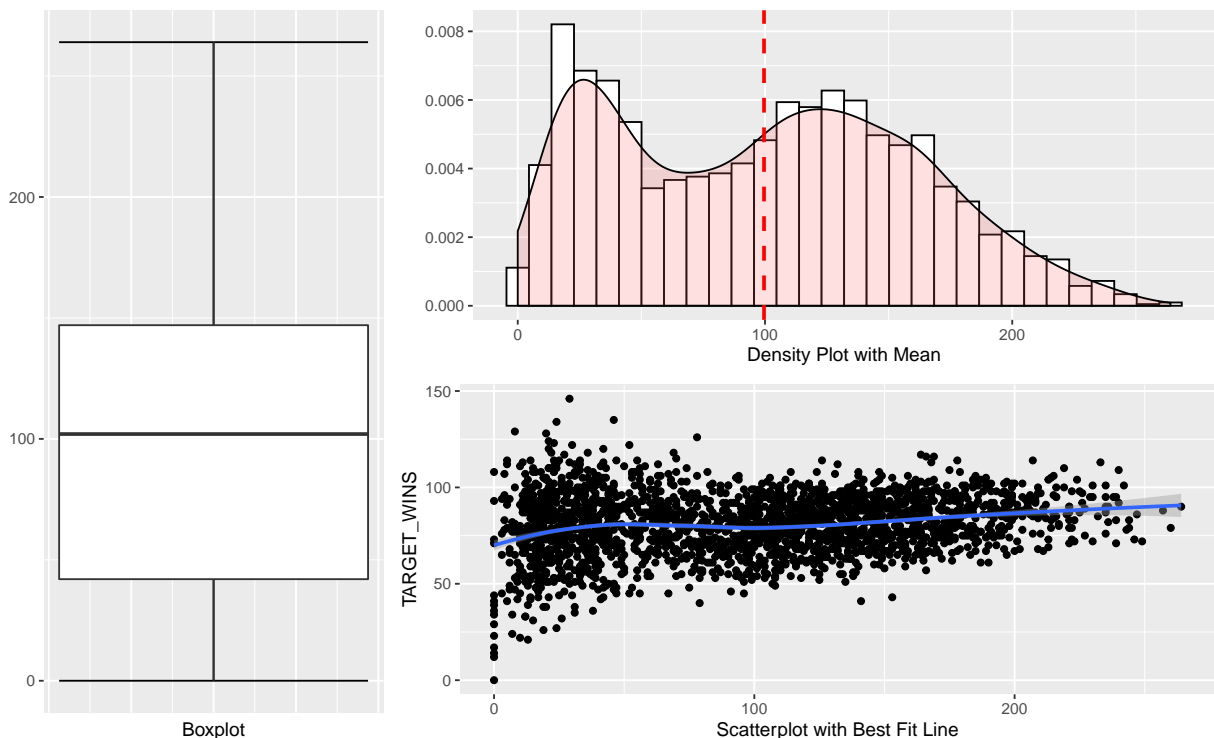 200
100
0
Boxplot
0.008
0.006
0.004
0.002
0.000
0 100 200
Density Plot with Mean
TARGET_WINS
150
100
50
0
0 100 200
Scatterplot with Best Fit Line